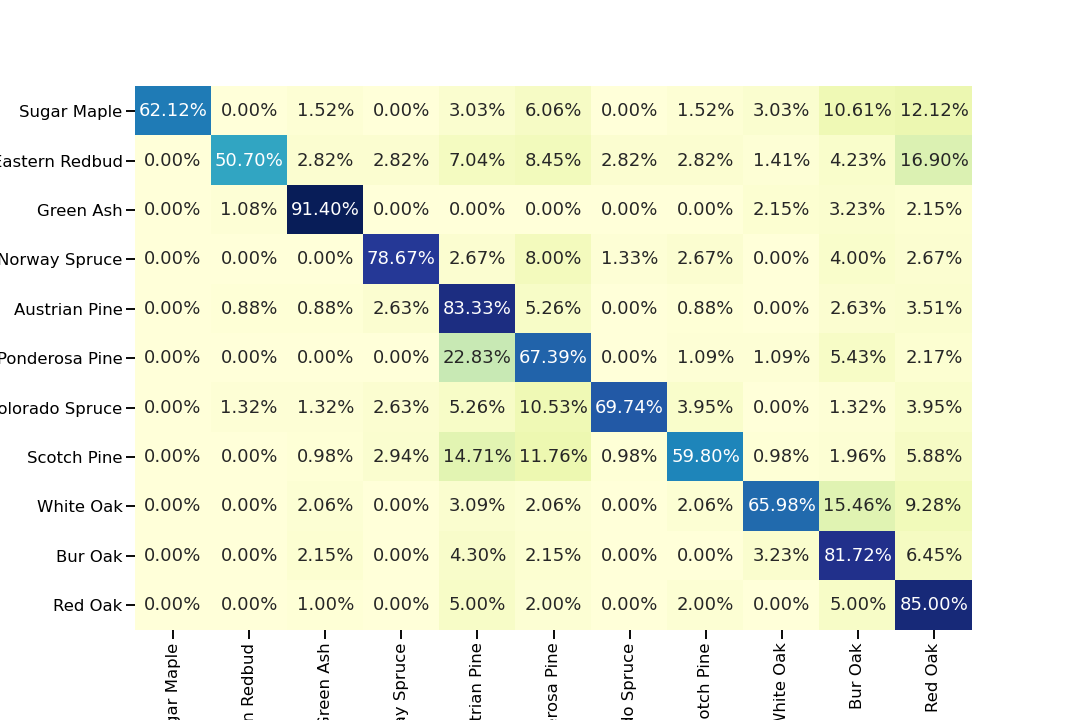 Sugar Maple 62.12% 0.00% 1.52% 0.00% 3.03% 6.06% 0.00% 1.52% 3.03% 10.61% 12.12%
Eastern Redbud 0.00% 50.70% 2.82% 2.82% 7.04% 8.45% 2.82% 2.82% 1.41% 4.23% 16.90%
Green Ash 0.00% 1.08% 91.40% 0.00% 0.00% 0.00% 0.00% 0.00% 2.15% 3.23% 2.15%
Norway Spruce 0.00% 0.00% 0.00% 78.67% 2.67% 8.00% 1.33% 2.67% 0.00% 4.00% 2.67%
Austrian Pine 0.00% 0.88% 0.88% 2.63% 83.33% 5.26% 0.00% 0.88% 0.00% 2.63% 3.51%
Ponderosa Pine 0.00% 0.00% 0.00% 0.00% 22.83% 67.39% 0.00% 1.09% 1.09% 5.43% 2.17%
olorado Spruce 0.00% 1.32% 1.32% 2.63% 5.26% 10.53% 69.74% 3.95% 0.00% 1.32% 3.95%
Scotch Pine 0.00% 0.00% 0.98% 2.94% 14.71% 11.76% 0.98% 59.80% 0.98% 1.96% 5.88%
White Oak 0.00% 0.00% 2.06% 0.00% 3.09% 2.06% 0.00% 2.06% 65.98% 15.46% 9.28%
Bur Oak 0.00% 0.00% 2.15% 0.00% 4.30% 2.15% 0.00% 0.00% 3.23% 81.72% 6.45%
Red Oak 0.00% 0.00% 1.00% 0.00% 5.00% 2.00% 0.00% 2.00% 0.00% 5.00% 85.00%
gar Maple
n Redbud
Green Ash
ay Spruce
trian Pine
rosa Pine
do Spruce
otch Pine
White Oak
Bur Oak
Red Oak